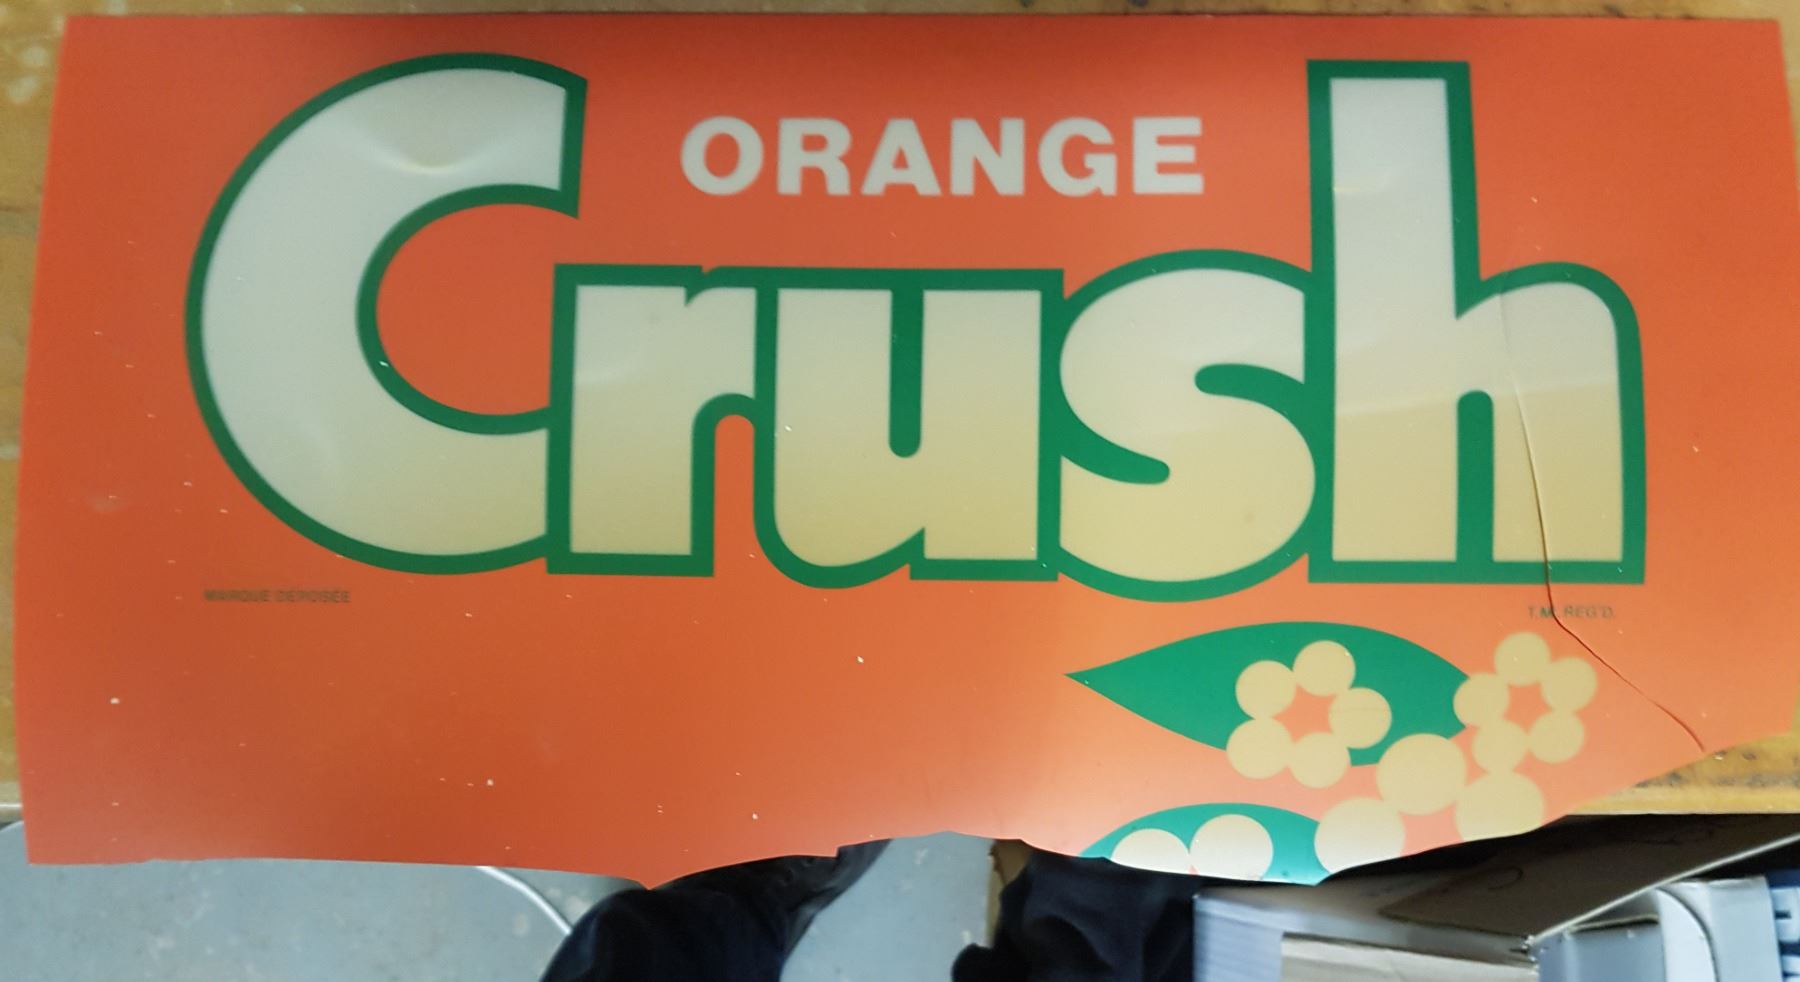 ORANGE
Crush
MARQUE DÉPOSÉE
T.M. REG'D.